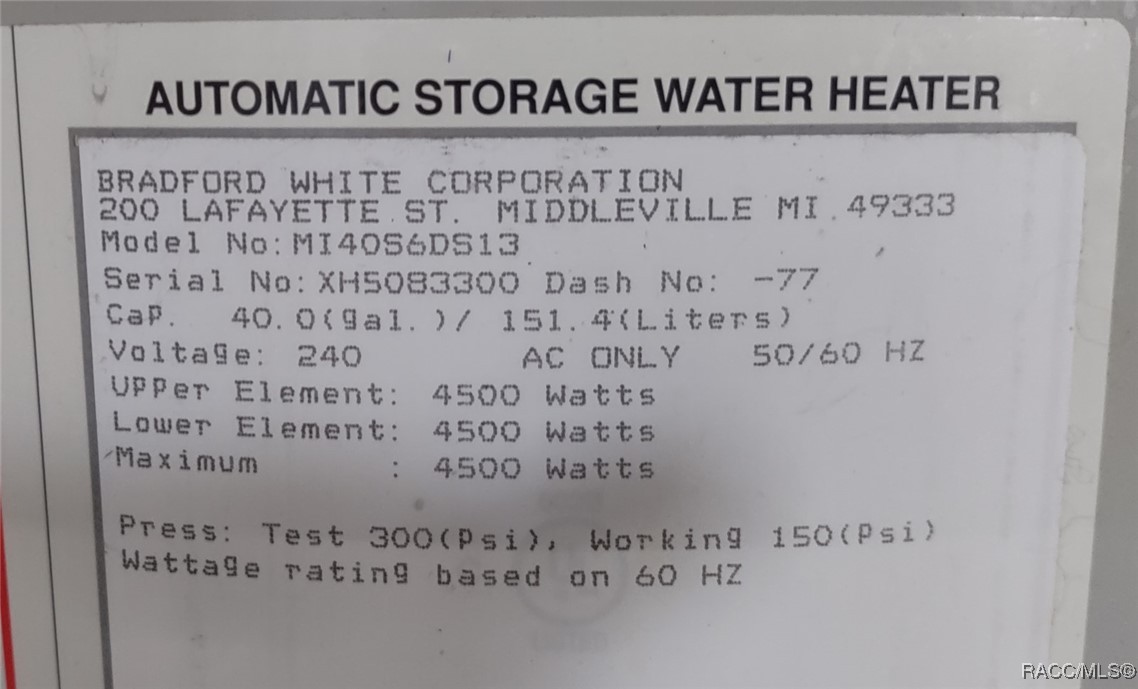 AUTOMATIC STORAGE WATER HEATER
BRADFORD WHITE CORPORATION
200 LAFAYETTE ST. MIDDLEVILLE MI 49333
Model No:MI40S6DS13
Serial No:XH5083300 Dash No: -77
Cap. 40.0(gal.)/ 151.4(Liters)
Voltage: 240 AC ONLY 50/60 HZ
Upper Element: 4500 Watts
Lower Element: 4500 Watts
Maximum : 4500 Watts
Press: Test 300(Psi), Working 150(Psi)
Wattage rating based on 60 HZ
RACC/MLS©